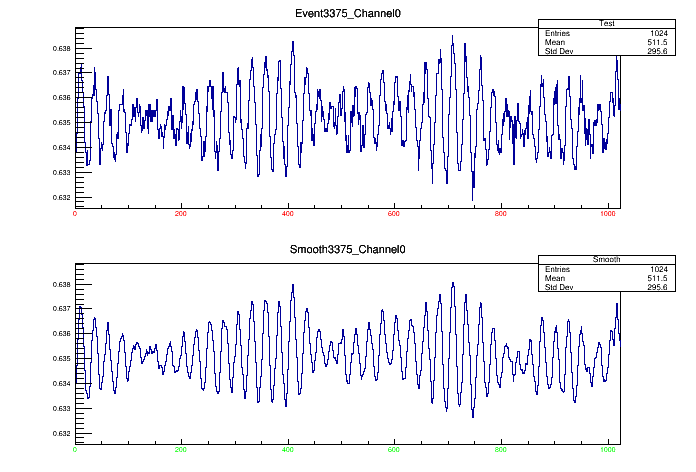 Event3375_Channel0
Test
Entries 1024
Mean 511.5
Std Dev 295.6
0.638
0.637
0.636
0.635
0.634
0.633
0.632
0 200 400 600 800 1000
Smooth3375_Channel0
Smooth
Entries 1024
Mean 511.5
Std Dev 295.6
0.638
0.637
0.636
0.635
0.634
0.633
0.632
0 200 400 600 800 1000